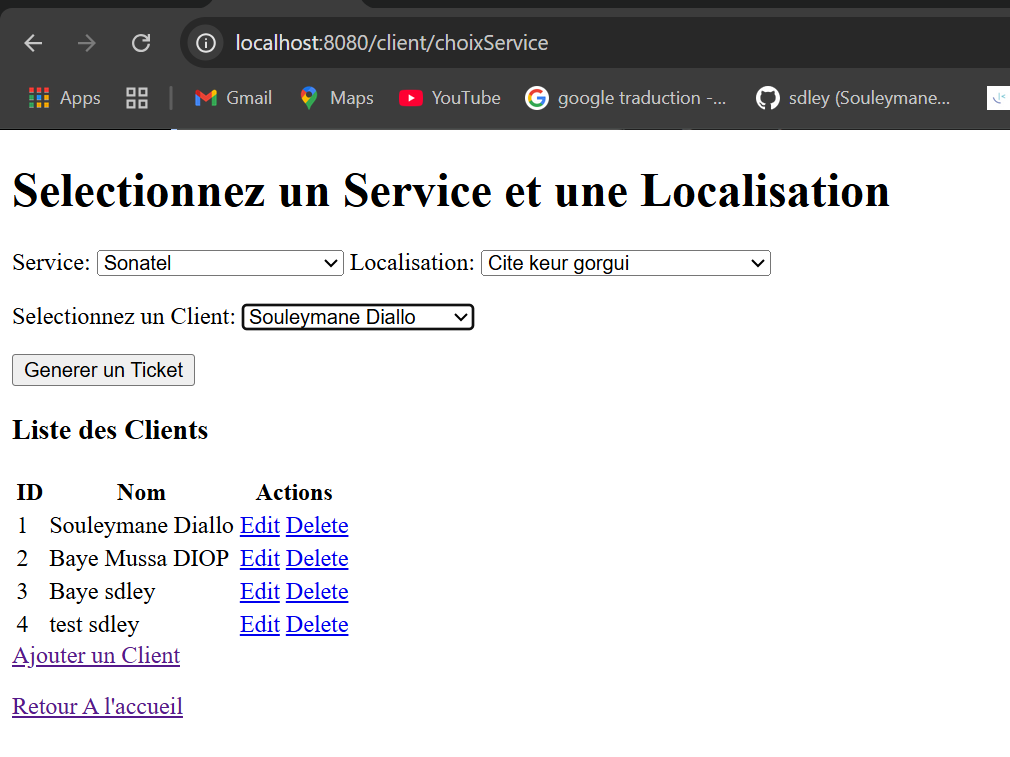 localhost:8080/client/choixService
Apps Gmail Maps YouTube google traduction -... sdley (Souleymane...
Selectionnez un Service et une Localisation
Service: Sonatel Localisation: Cite keur gorgui
Selectionnez un Client: Souleymane Diallo
Generer un Ticket
Liste des Clients
ID Nom Actions
1 Souleymane Diallo Edit Delete
2 Baye Mussa DIOP Edit Delete
3 Baye sdley Edit Delete
4 test sdley Edit Delete
Ajouter un Client
Retour A l'accueil